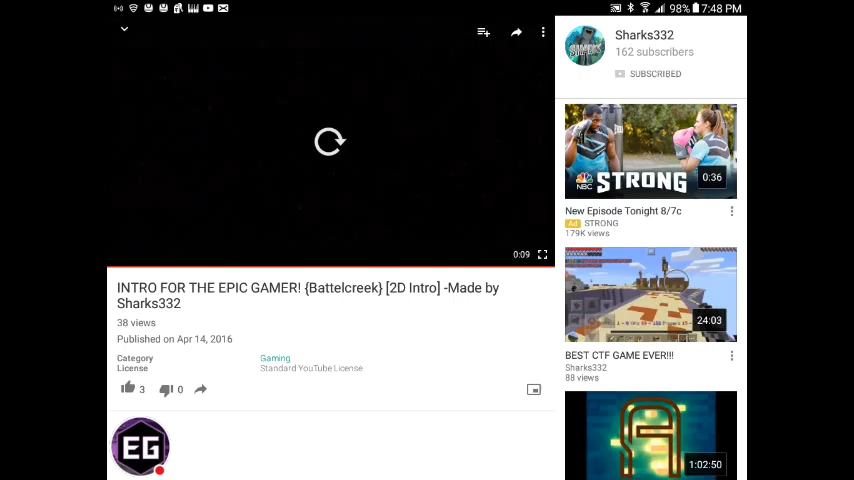 98% 7:48 PM
Sharks332
162 subscribers
SUBSCRIBED
0:09
INTRO FOR THE EPIC GAMER! {Battelcreek} [2D Intro] -Made by
Sharks332
38 views
Published on Apr 14, 2016
Category Gaming
License Standard YouTube License
3 0
EG
NBC STRONG 0:36
New Episode Tonight 8/7c
Ad STRONG
179K views
24:03
BEST CTF GAME EVER!!!
Sharks332
88 views
1:02:50